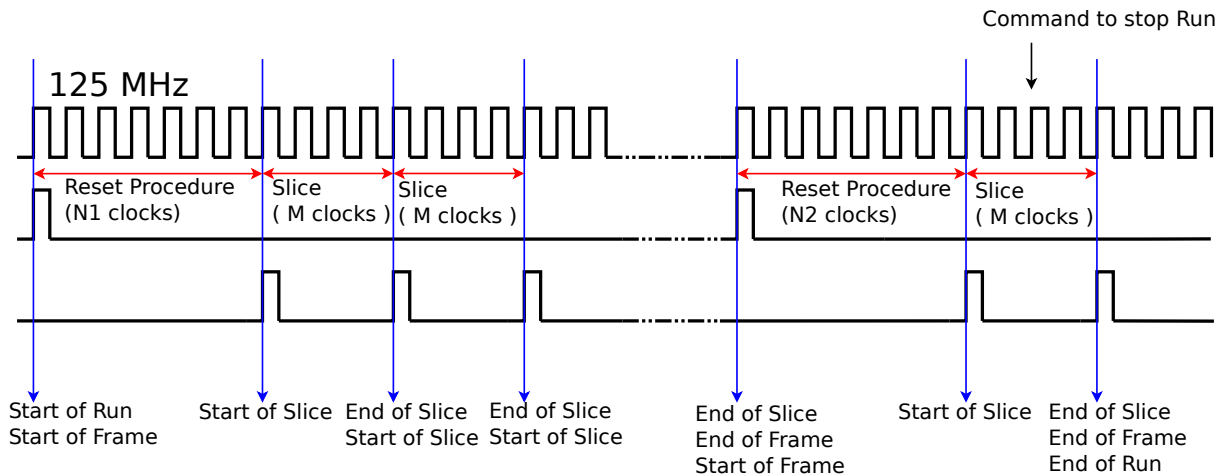 Command to stop Run
125 MHz
Reset Procedure
(N1 clocks)
Slice
( M clocks )
Slice
( M clocks )
Reset Procedure
(N2 clocks)
Slice
( M clocks )
Start of Run
Start of Frame
Start of Slice
End of Slice
Start of Slice
End of Slice
Start of Slice
End of Slice
End of Frame
Start of Frame
Start of Slice
End of Slice
End of Frame
End of Run